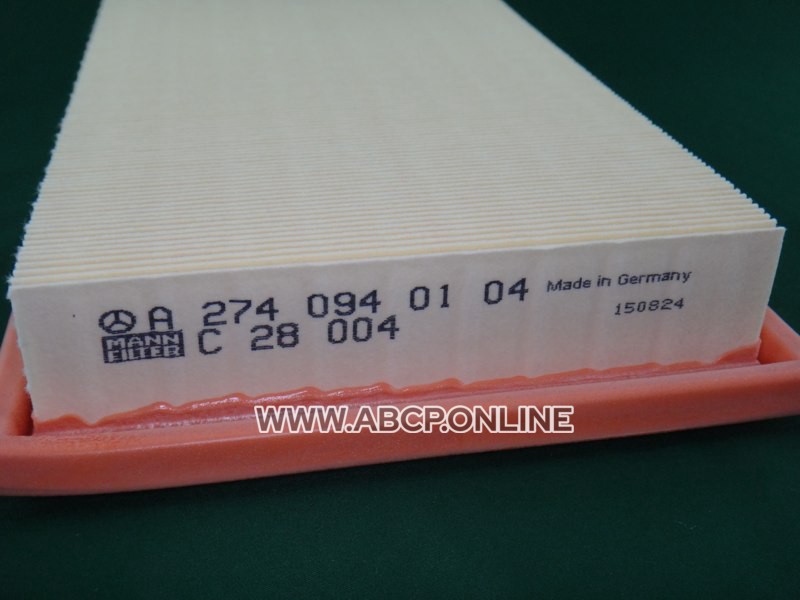 A 274 094 01 04 Made in Germany
MANN FILTER C 28 004 150824
WWW.ABCP.ONLINE